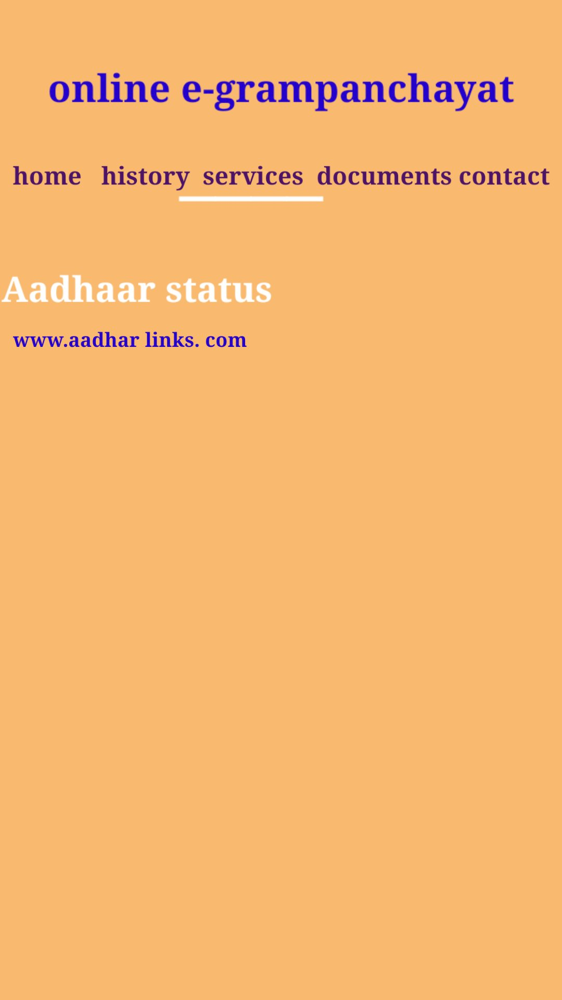 online e-grampanchayat
home history services documents contact
Aadhaar status
www.aadhar links. com